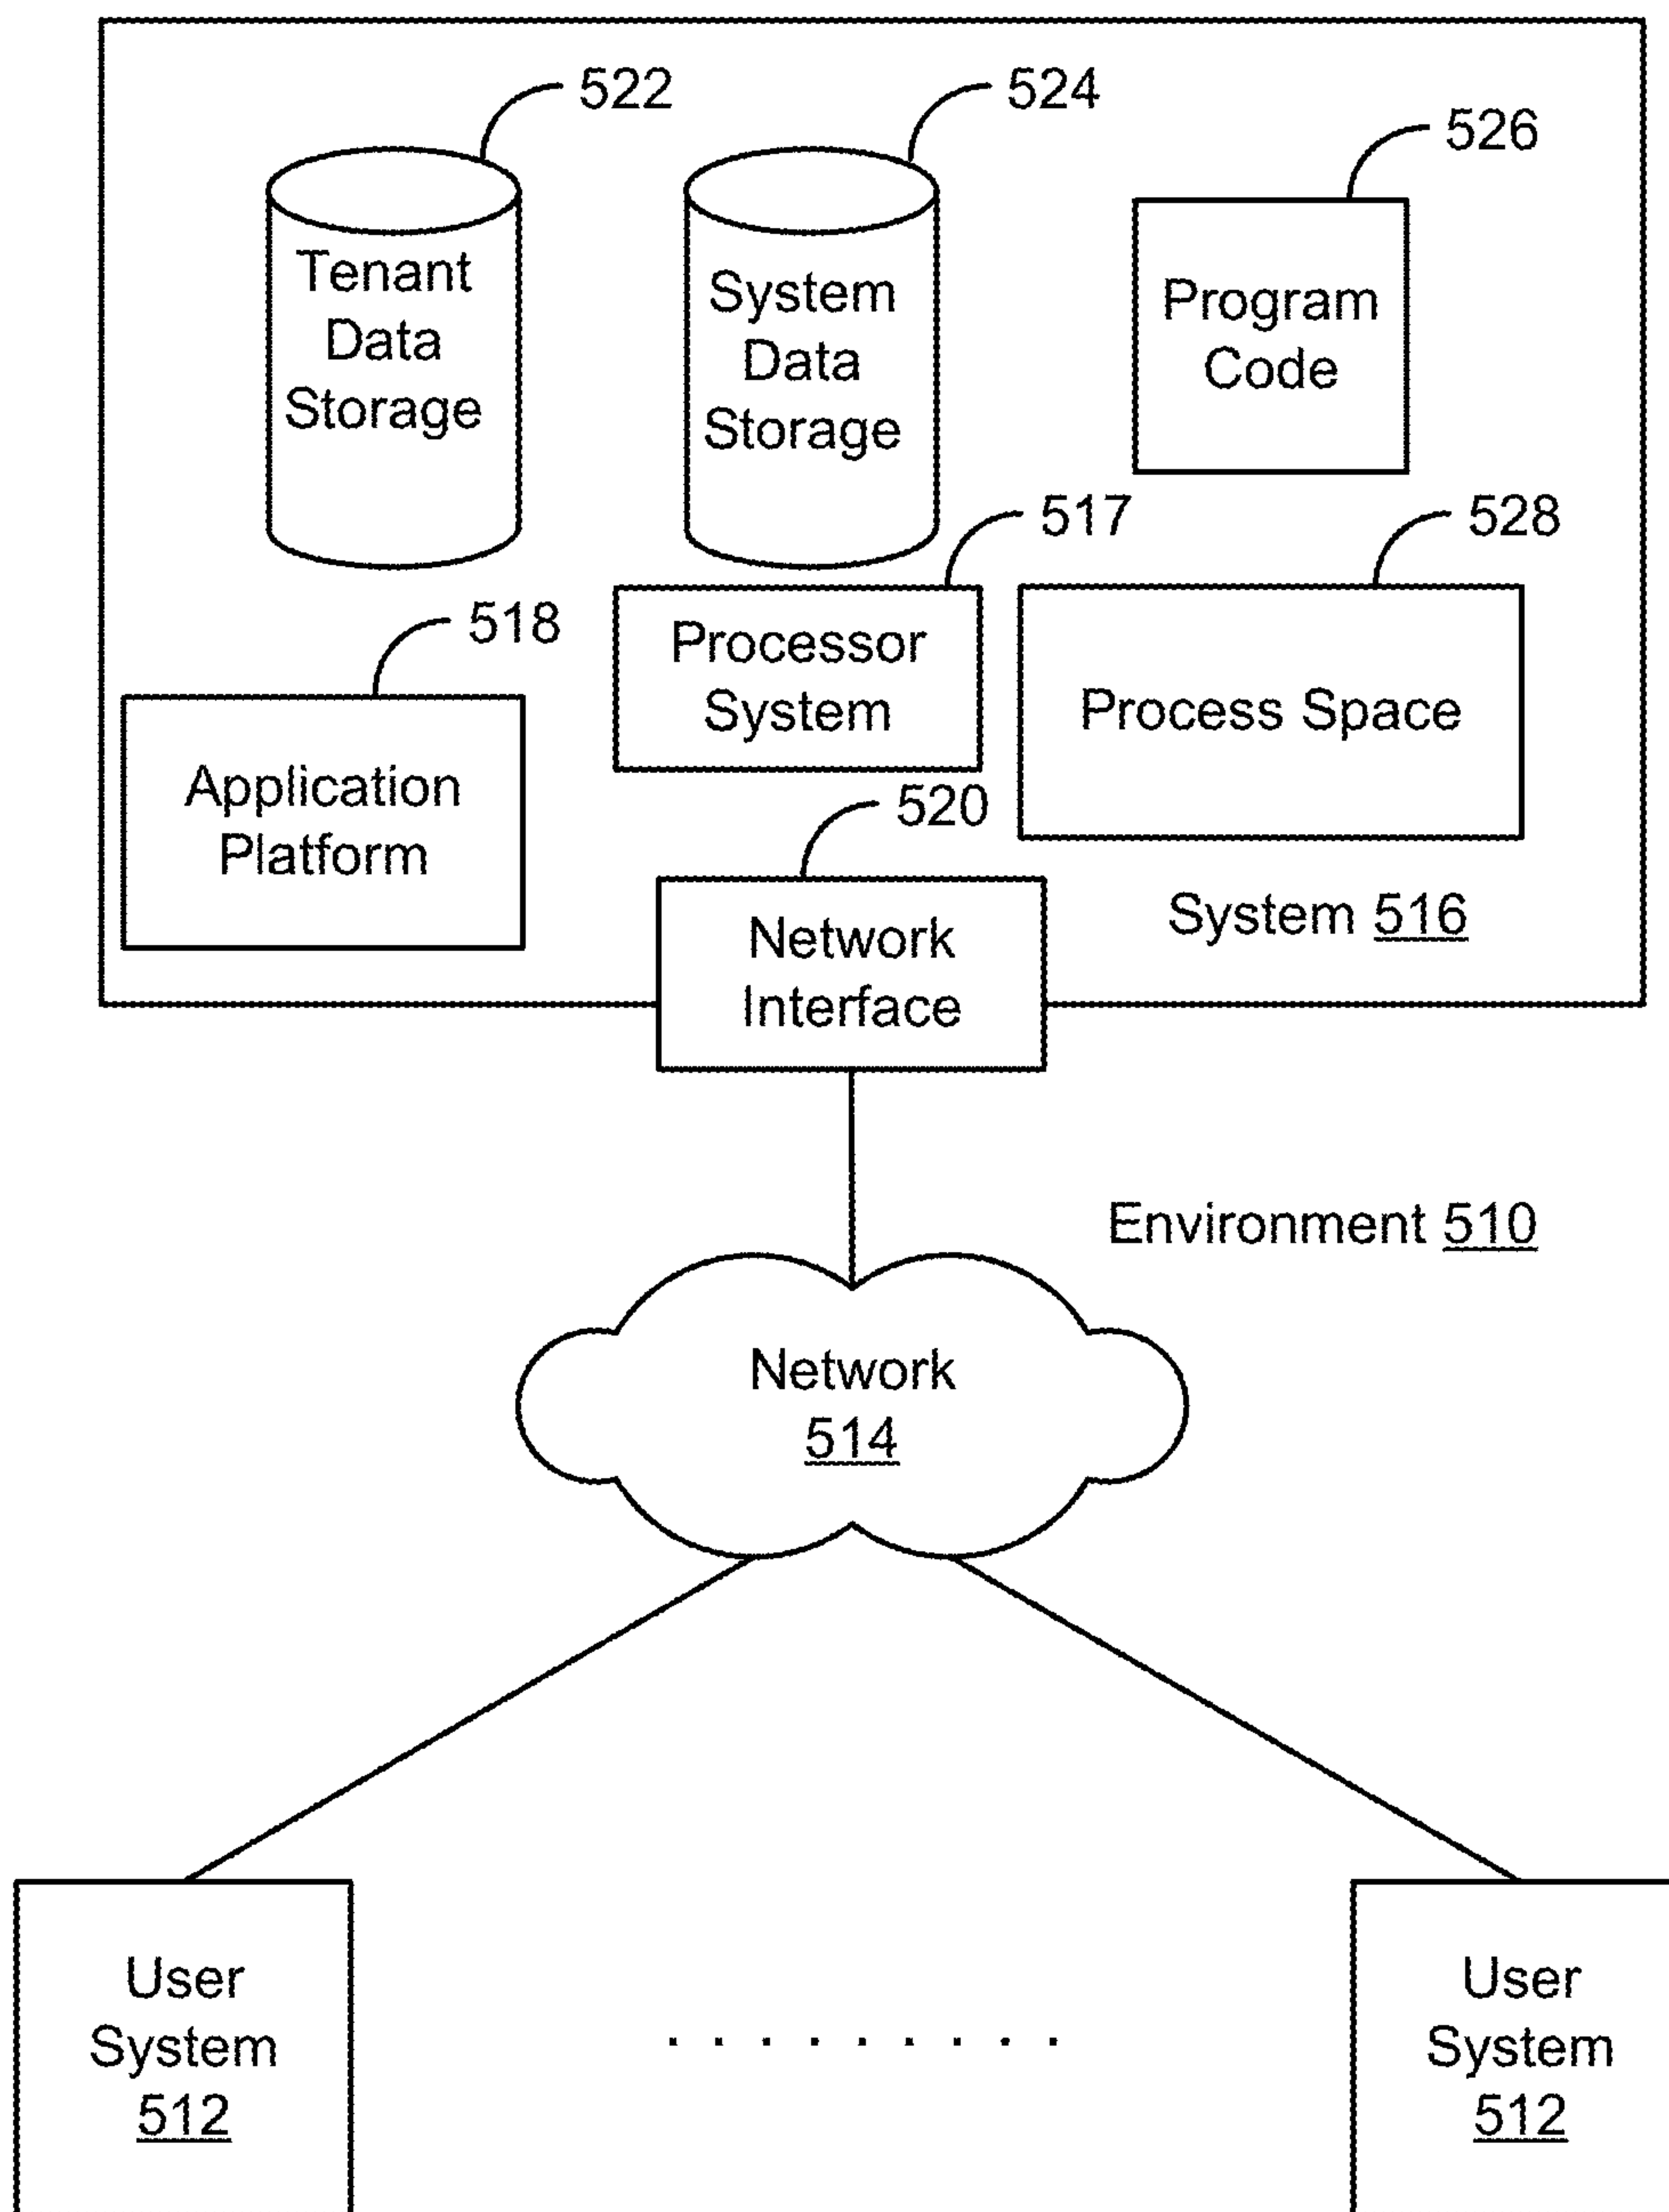 522
524
526
Tenant
Data
Storage
System
Data
Storage
Program
Code
517
528
518
Processor
System
Process Space
Application
Platform
520
System 516
Network
Interface
Environment 510
Network
514
User
System
512
. . . . . . . . .
User
System
512